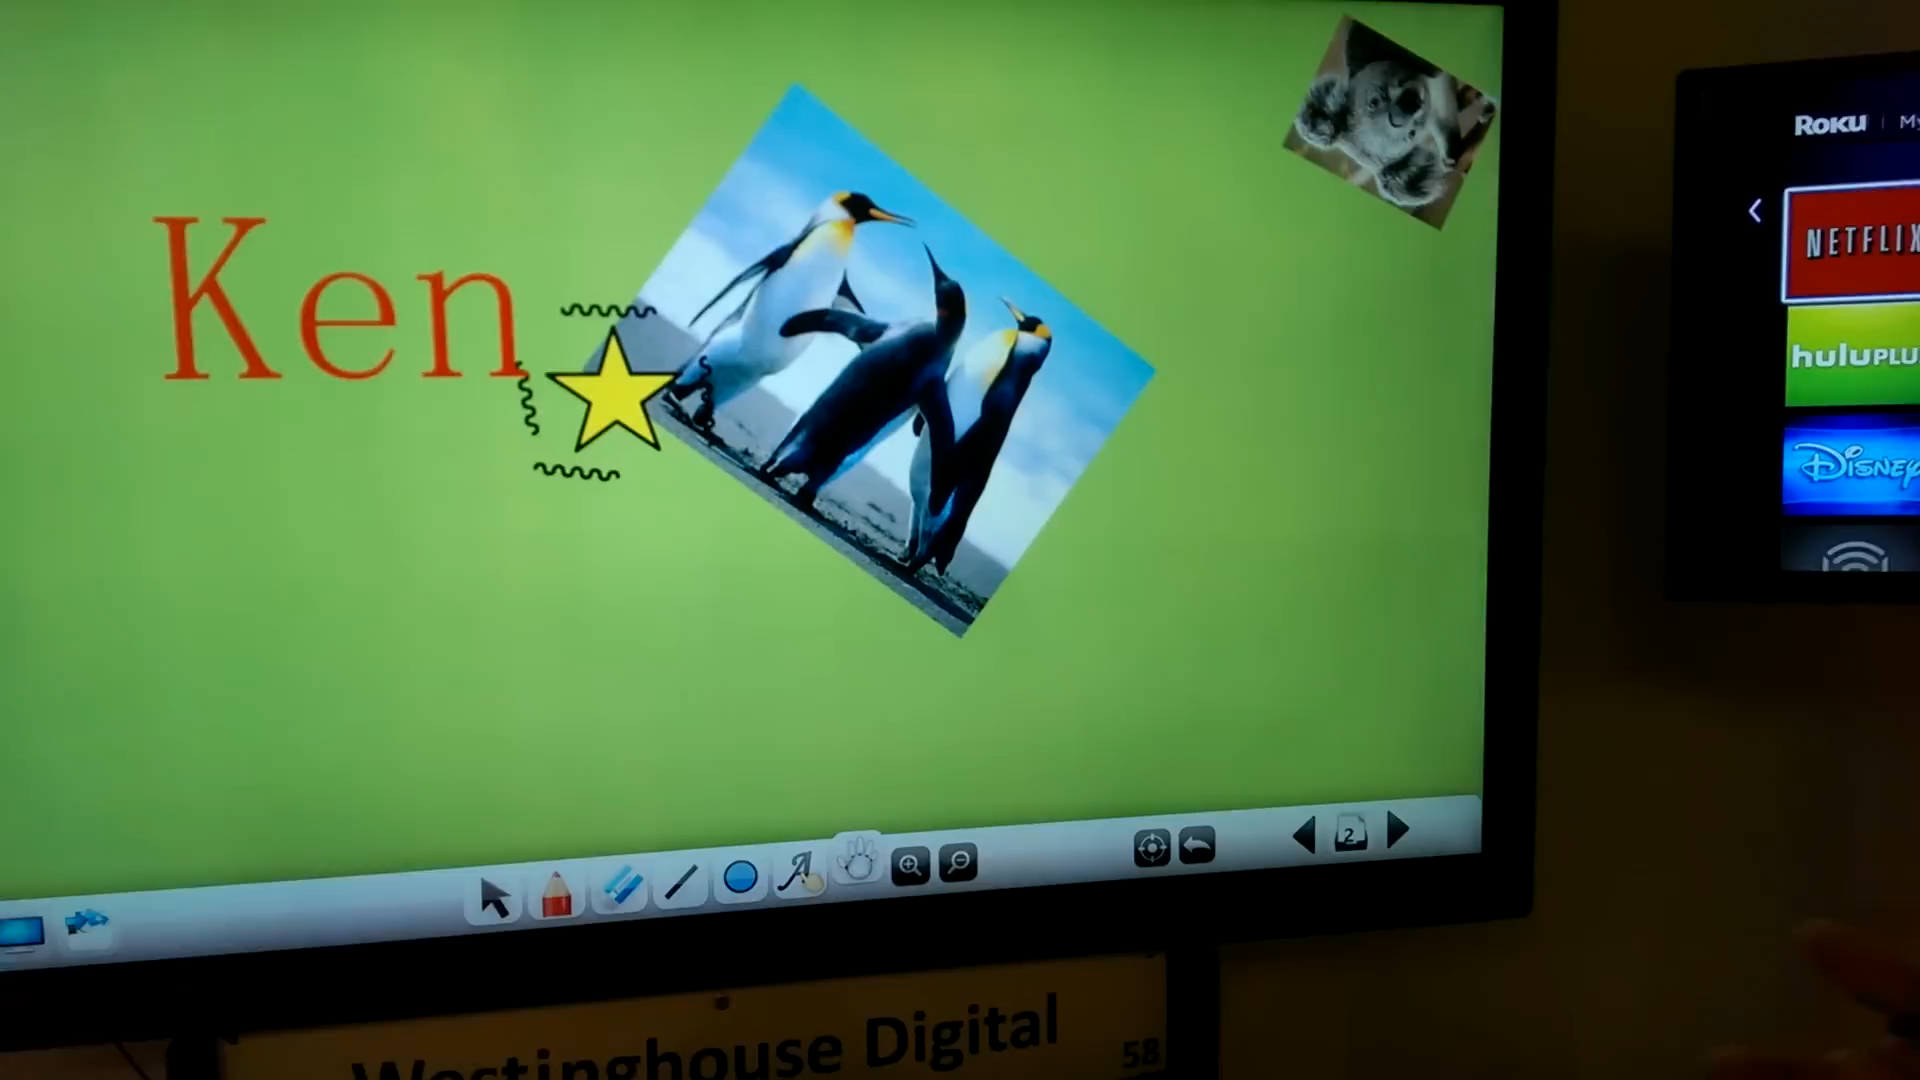 Ken
ROKU
NETFLIX
huluPLU
DISNEY
2
Westinghouse Digital
58